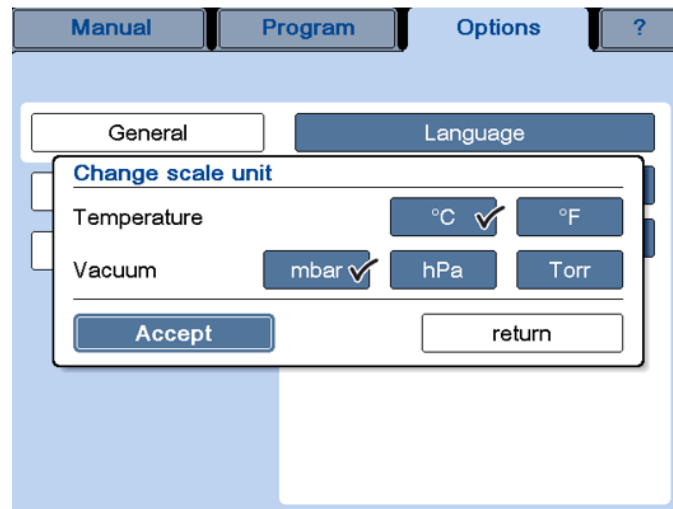 Manual Program Options ?
General Language
Change scale unit
Temperature °C °F
Vacuum mbar hPa Torr
Accept return